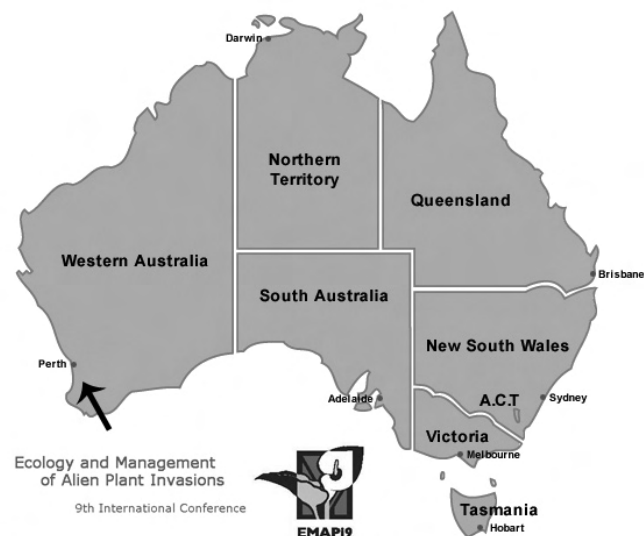 Darwin
Northern
Territory
Queensland
Western Australia
Brisbane
South Australia
New South Wales
Perth
Adelaide
A.C.T
Sydney
Victoria
Melbourne
Ecology and Management
of Alien Plant Invasions
9th International Conference
EMAPi9
Tasmania
Hobart